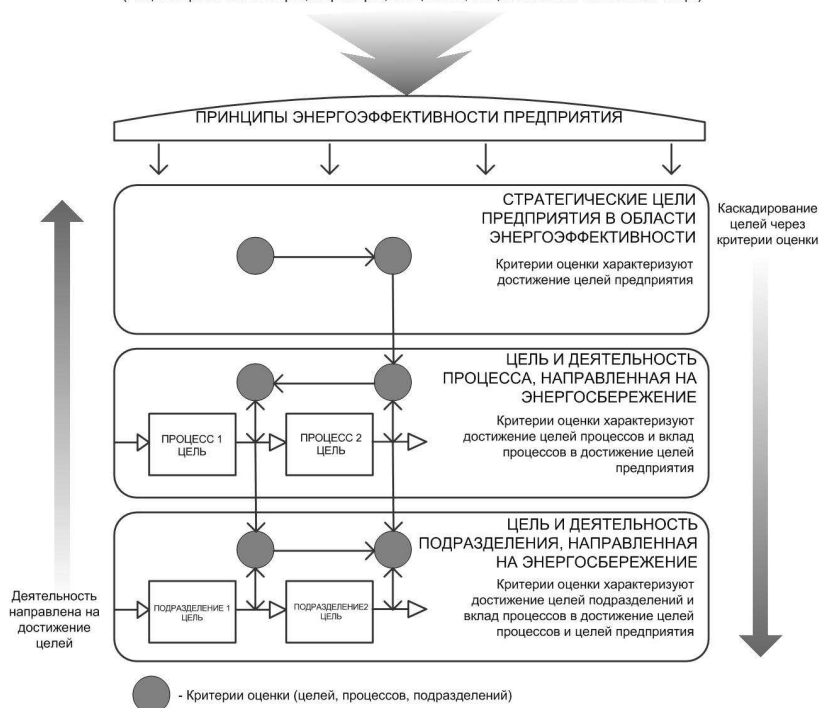 ПРИНЦИПЫ ЭНЕРГОЭФФЕКТИВНОСТИ ПРЕДПРИЯТИЯ
СТРАТЕГИЧЕСКИЕ ЦЕЛИ
ПРЕДПРИЯТИЯ В ОБЛАСТИ
ЭНЕРГОЭФФЕКТИВНОСТИ
Критерии оценки характеризуют
достижение целей предприятия
Каскадирование
целей через
критерии оценки
ЦЕЛЬ И ДЕЯТЕЛЬНОСТЬ
ПРОЦЕССА, НАПРАВЛЕННАЯ НА
ЭНЕРГОСБЕРЕЖЕНИЕ
Критерии оценки характеризуют
достижение целей процессов и вклад
процессов в достижение целей
предприятия
ПРОЦЕСС 1
ЦЕЛЬ
ПРОЦЕСС 2
ЦЕЛЬ
ЦЕЛЬ И ДЕЯТЕЛЬНОСТЬ
ПОДРАЗДЕЛЕНИЯ, НАПРАВЛЕННАЯ
НА ЭНЕРГОСБЕРЕЖЕНИЕ
Критерии оценки характеризуют
достижение целей подразделений и
вклад процессов в достижение целей
процессов и целей предприятия
ПОДРАЗДЕЛЕНИЕ 1
ЦЕЛЬ
ПОДРАЗДЕЛЕНИЕ2
ЦЕЛЬ
Деятельность
направлена на
достижение
целей
- Критерии оценки (целей, процессов, подразделений)